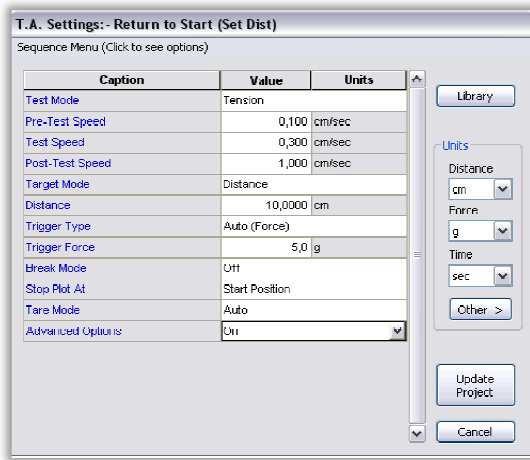 T.A. Settings:- Return to Start (Set Dist)
Sequence Menu (Click to see options)
Caption Value Units
Test Mode Tension
Pre-Test Speed 0,100 cm/sec
Test Speed 0,300 cm/sec
Post-Test Speed 1,000 cm/sec
Target Mode Distance
Distance 10,0000 cm
Trigger Type Auto (Force)
Trigger Force 5,0 g
Break Mode Off
Stop Plot At Start Position
Tare Mode Auto
Advanced Options On
Library
Units
Distance
cm
Force
g
Time
sec
Other >
Update
Project
Cancel